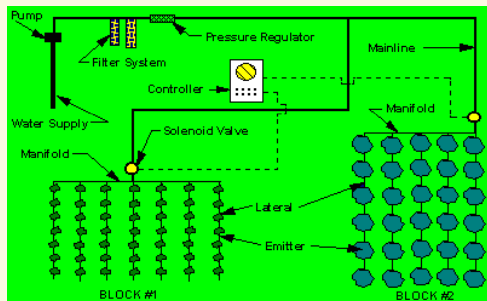 Pump
Pressure Regulator
Mainline
Filter System
Controller
Manifold
Water Supply
Solenoid Valve
Manifold
Lateral
Emitter
BLOCK #1
BLOCK #2